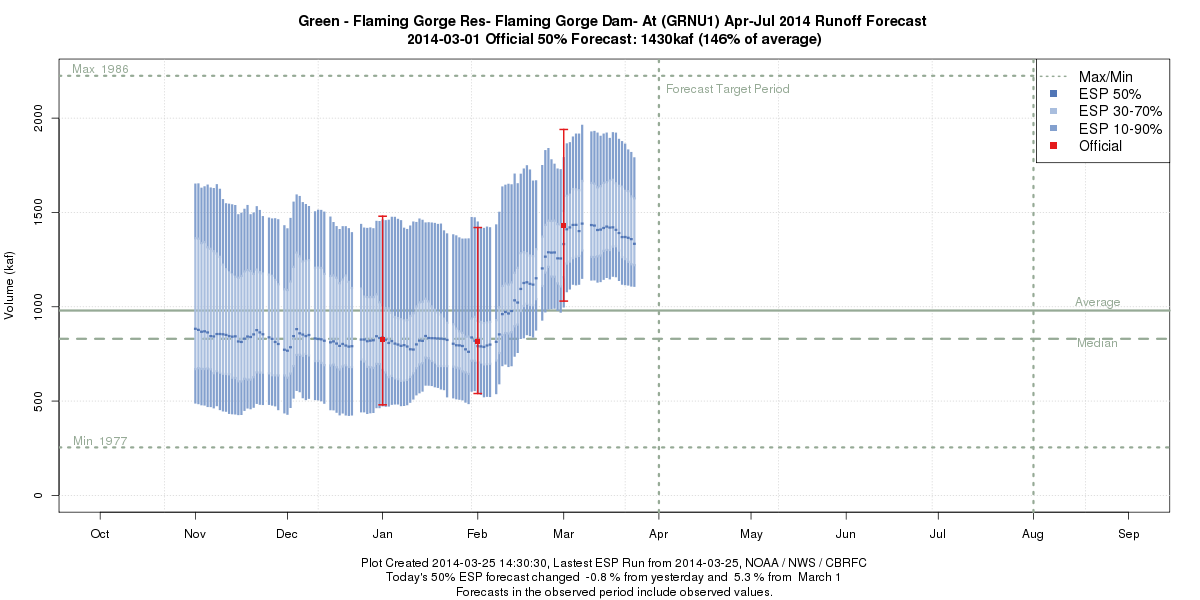 Green - Flaming Gorge Res- Flaming Gorge Dam- At (GRNU1) Apr-Jul 2014 Runoff Forecast
2014-03-01 Official 50% Forecast: 1430kaf (146% of average)
Max 1986
Forecast Target Period
Max/Min
ESP 50%
ESP 30-70%
ESP 10-90%
Official
Average
Median
Min 1977
Volume (kaf)
2000
1500
1000
500
0
Oct Nov Dec Jan Feb Mar Apr May Jun Jul Aug Sep
Plot Created 2014-03-25 14:30:30, Lastest ESP Run from 2014-03-25, NOAA / NWS / CBRFC
Today's 50% ESP forecast changed -0.8 % from yesterday and 5.3 % from March 1
Forecasts in the observed period include observed values.